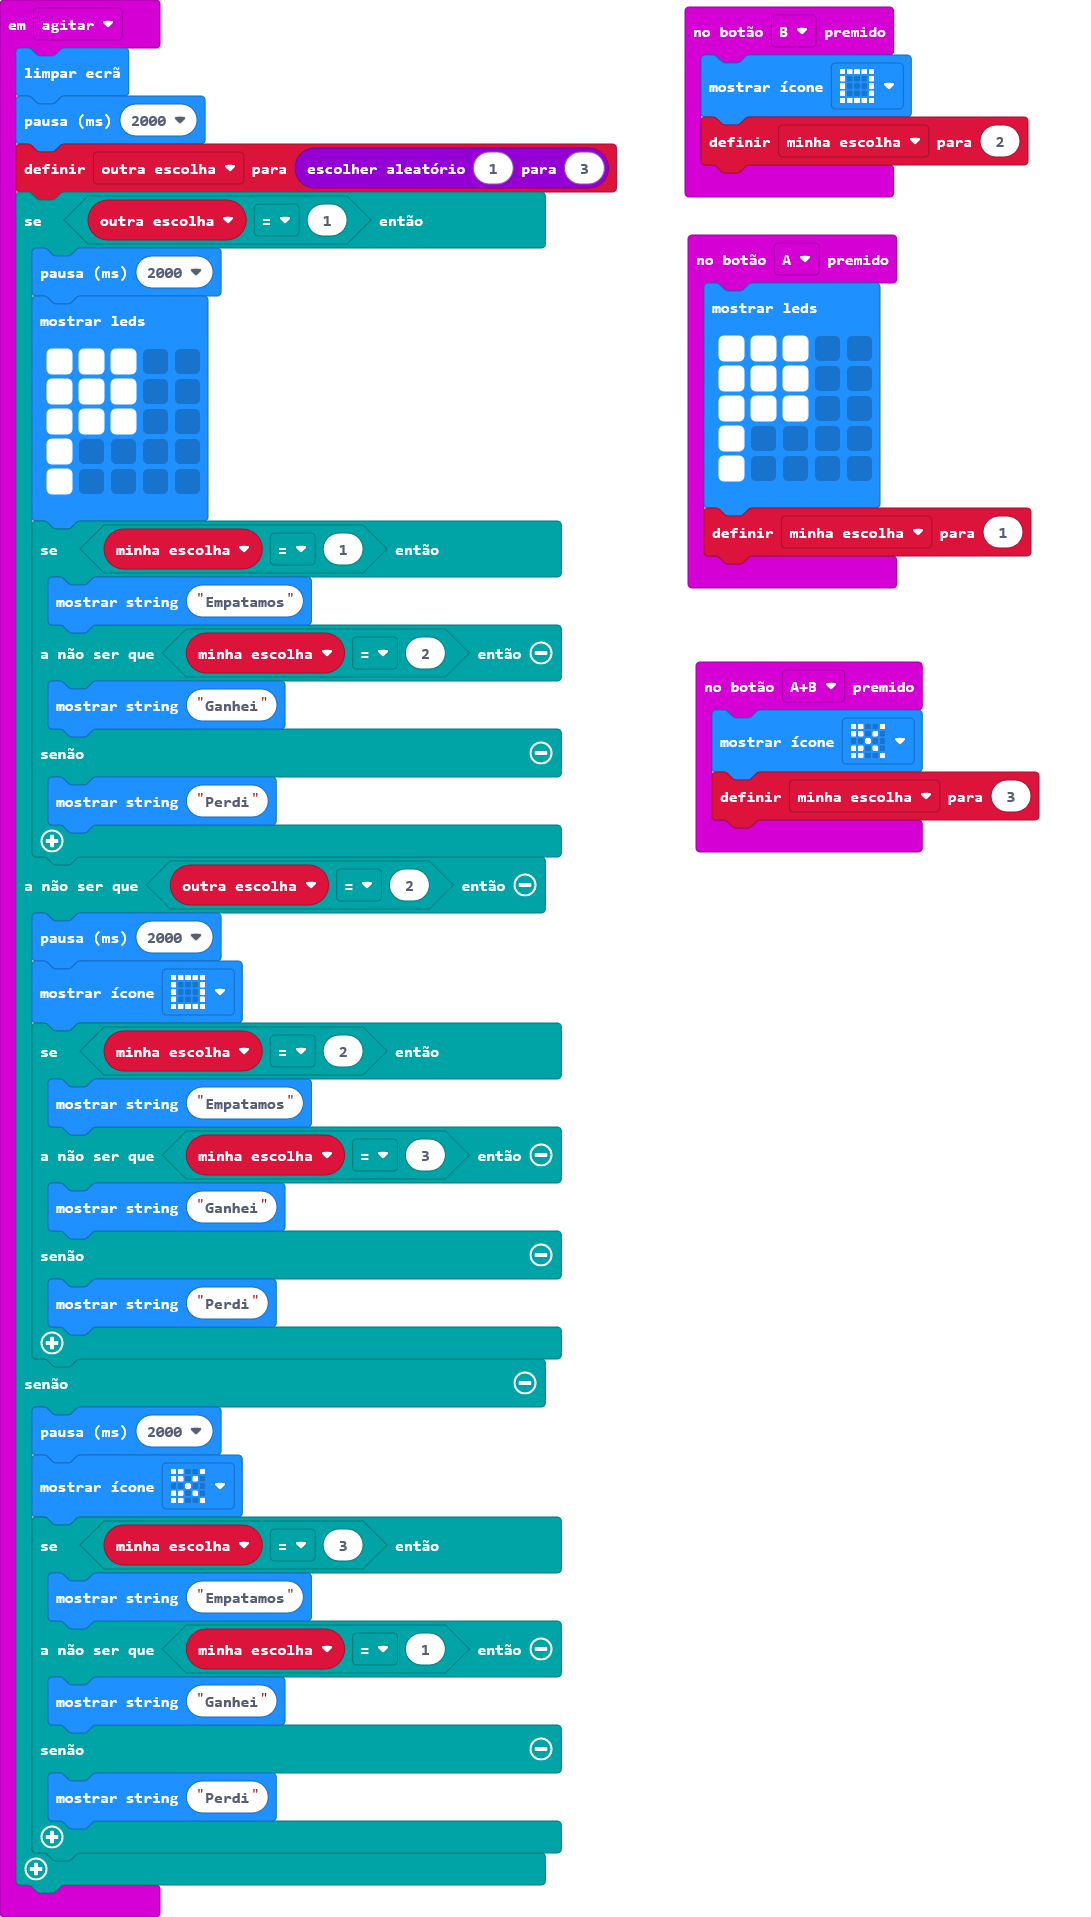 em agitar
limpar ecrã
pausa (ms) 2000
definir outra escolha para escolher aleatório 1 para 3
se outra escolha = 1 então
pausa (ms) 2000
mostrar leds
se minha escolha = 1 então
mostrar string "Empatamos"
a não ser que minha escolha = 2 então
mostrar string "Ganhei"
senão
mostrar string "Perdi"
a não ser que outra escolha = 2 então
pausa (ms) 2000
mostrar ícone
se minha escolha = 2 então
mostrar string "Empatamos"
a não ser que minha escolha = 3 então
mostrar string "Ganhei"
senão
mostrar string "Perdi"
senão
pausa (ms) 2000
mostrar ícone
se minha escolha = 3 então
mostrar string "Empatamos"
a não ser que minha escolha = 1 então
mostrar string "Ganhei"
senão
mostrar string "Perdi"
no botão B premido
mostrar ícone
definir minha escolha para 2
no botão A premido
mostrar leds
definir minha escolha para 1
no botão A+B premido
mostrar ícone
definir minha escolha para 3